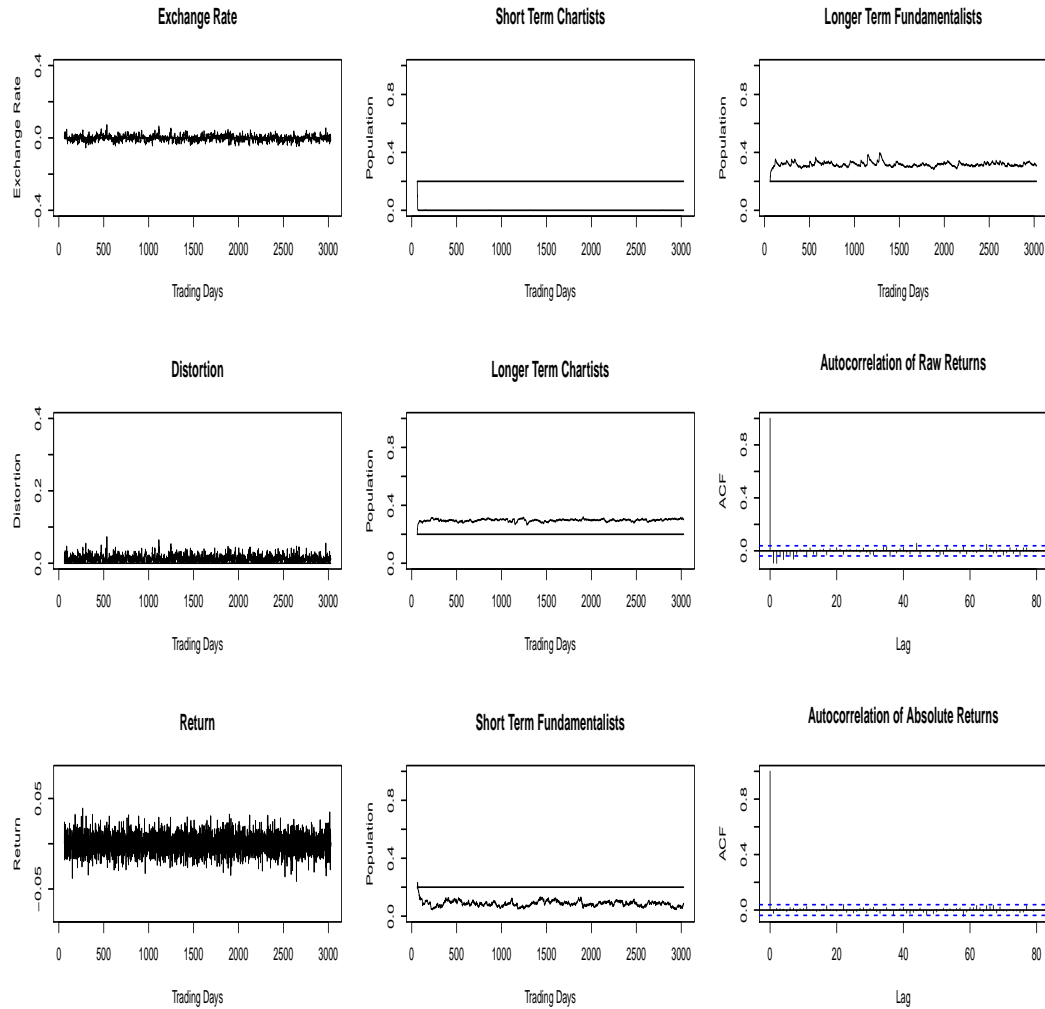 Exchange Rate
Exchange Rate
0.4
0.0
−0.4
0 500 1000 1500 2000 2500 3000
Trading Days
Short Term Chartists
Population
0.8
0.4
0.0
0 500 1000 1500 2000 2500 3000
Trading Days
Longer Term Fundamentalists
Population
0.8
0.4
0.0
0 500 1000 1500 2000 2500 3000
Trading Days
Distortion
Distortion
0.4
0.2
0.0
0 500 1000 1500 2000 2500 3000
Trading Days
Longer Term Chartists
Population
0.8
0.4
0.0
0 500 1000 1500 2000 2500 3000
Trading Days
Autocorrelation of Raw Returns
ACF
0.8
0.4
0.0
0 20 40 60 80
Lag
Return
Return
0.05
−0.05
0 500 1000 1500 2000 2500 3000
Trading Days
Short Term Fundamentalists
Population
0.8
0.4
0.0
0 500 1000 1500 2000 2500 3000
Trading Days
Autocorrelation of Absolute Returns
ACF
0.8
0.4
0.0
0 20 40 60 80
Lag